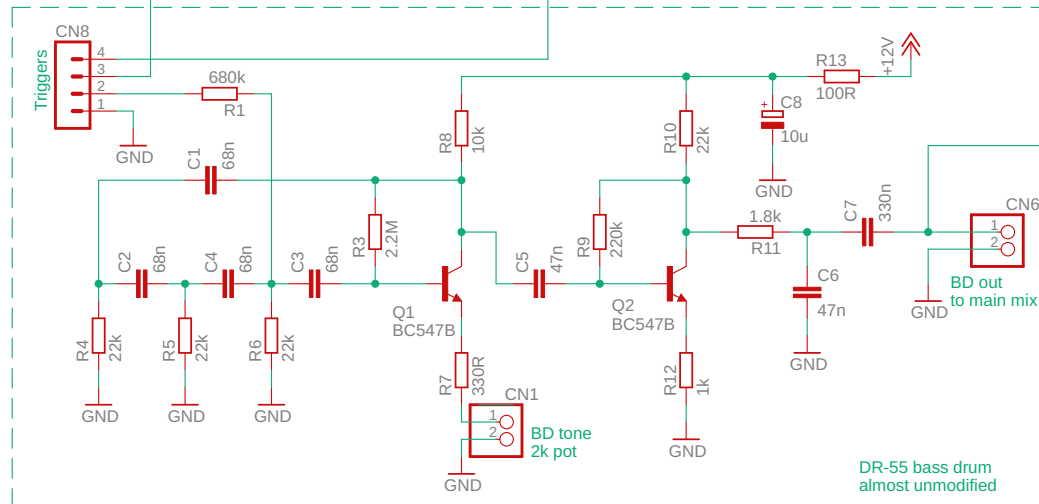 CN8
Triggers
4
3
2
1
GND
680k
R1
C1
68n
R8
10k
R10
22k
+12V
R13
100R
+
C8
10u
GND
C2
68n
C4
68n
C3
68n
R3
2.2M
C5
47n
R9
220k
1.8k
R11
C7
330n
CN6
1
2
BD out
to main mix
GND
C6
47n
GND
Q1
BC547B
Q2
BC547B
R4
22k
R5
22k
R6
22k
R7
330R
R12
1k
GND
GND
GND
CN1
1
2
BD tone
2k pot
GND
GND
DR-55 bass drum
almost unmodified